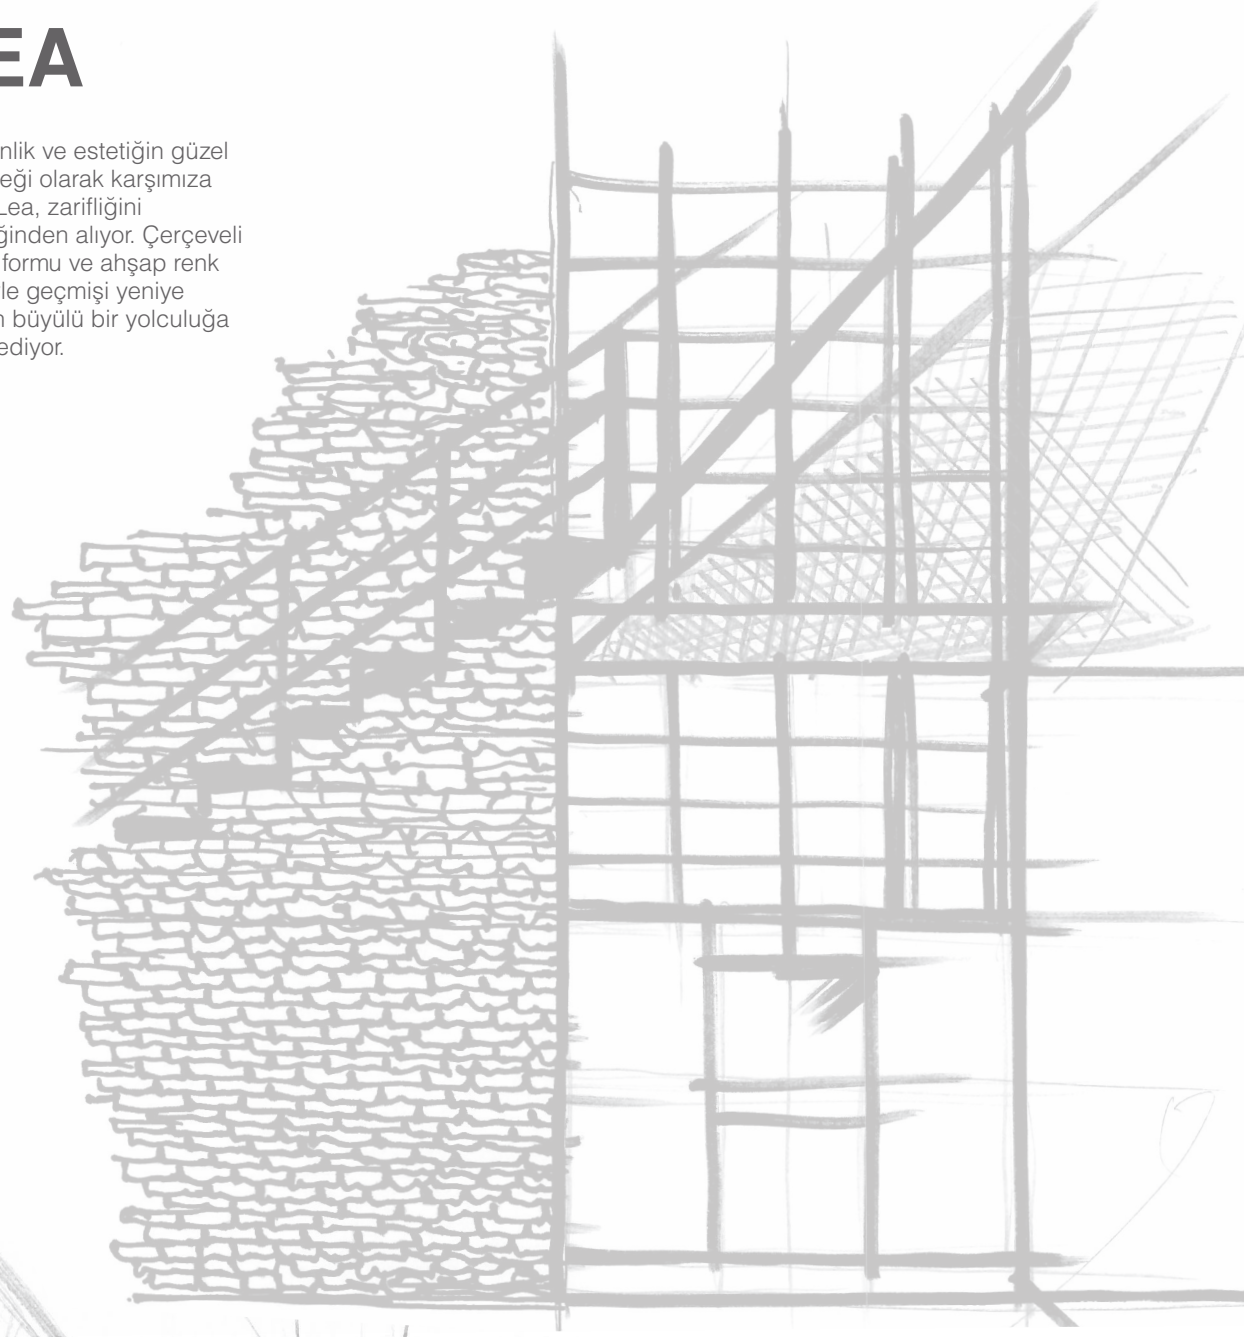 EA
nlik ve estetiğin güzel
eği olarak karşımıza
Lea, zarifliğini
ğinden alıyor. Çerçeveli
formu ve ahşap renk
le geçmişi yeniye
n büyülü bir yolculuğa
ediyor.